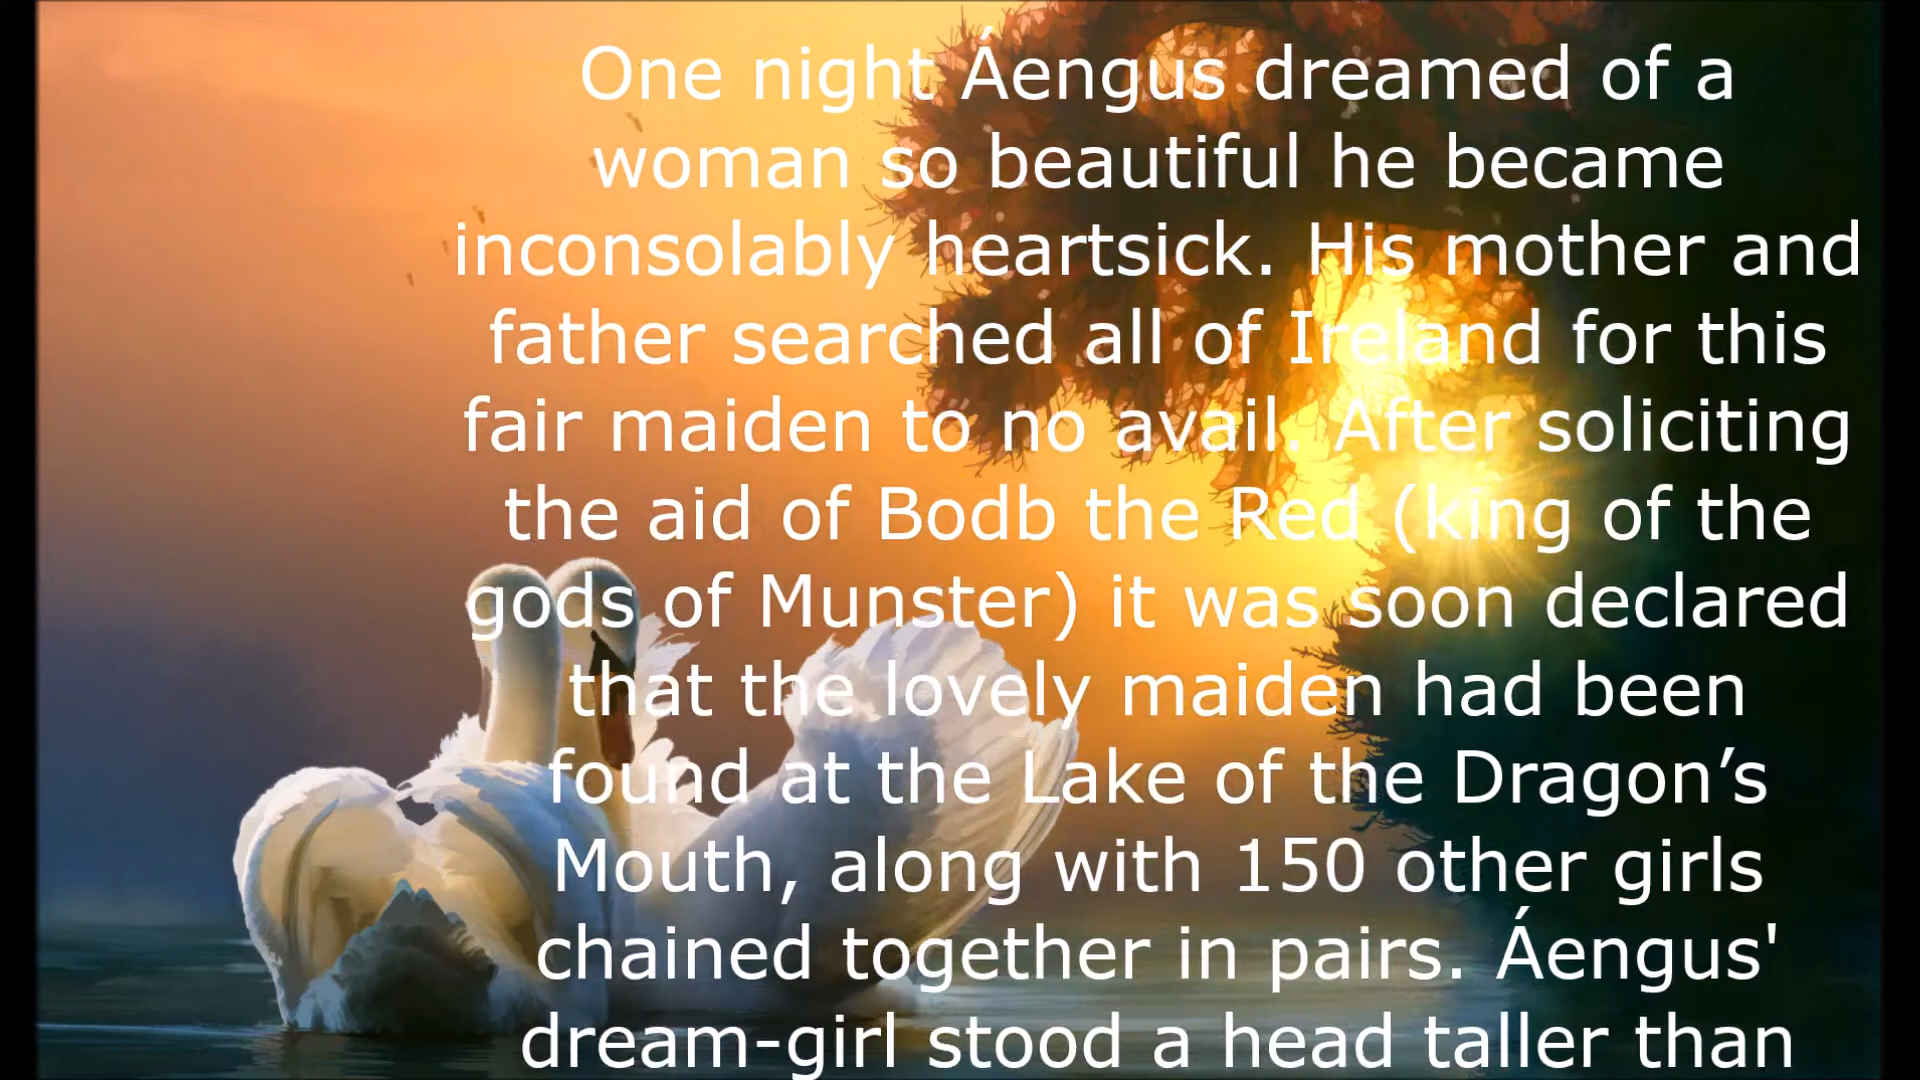 One night Áengus dreamed of a
woman so beautiful he became
inconsolably heartsick. His mother and
father searched all of Ireland for this
fair maiden to no avail. After soliciting
the aid of Bodb the Red (king of the
gods of Munster) it was soon declared
that the lovely maiden had been
found at the Lake of the Dragon’s
Mouth, along with 150 other girls
chained together in pairs. Áengus'
dream-girl stood a head taller than